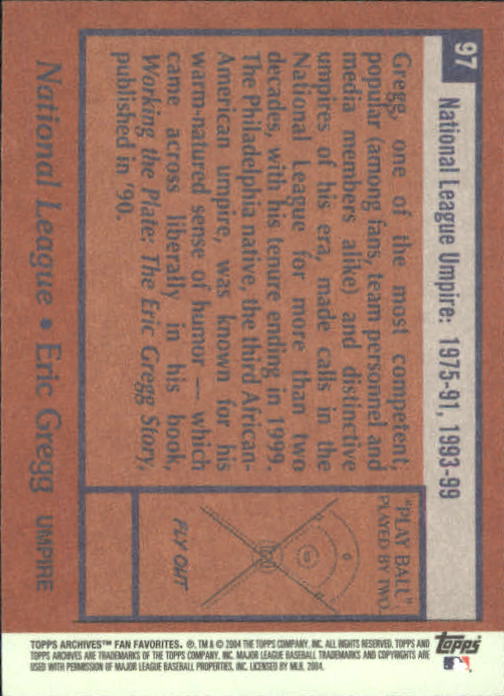 97
National League Umpire: 1975-91, 1993-99
Gregg, one of the most competent,
popular (among fans, team personnel and
media members alike) and distinctive
umpires of his era, made calls in the
National League for more than two
decades, with his tenure ending in 1999.
The Philadelphia native, the third African-
American umpire, was known for his
warm-natured sense of humor — which
came across liberally in his book,
Working the Plate: The Eric Gregg Story,
published in '90.
"PLAY BALL"
PLAYED BY TWO
FLY OUT
National League • Eric Gregg UMPIRE
TOPPS ARCHIVES™ FAN FAVORITES. ®, TM & © 2004 THE TOPPS COMPANY, INC. ALL RIGHTS RESERVED. TOPPS AND
TOPPS ARCHIVES ARE TRADEMARKS OF THE TOPPS COMPANY, INC. MAJOR LEAGUE BASEBALL TRADEMARKS AND COPYRIGHTS ARE
USED WITH PERMISSION OF MAJOR LEAGUE BASEBALL PROPERTIES, INC. LICENSED BY MLB, 2004.
topps